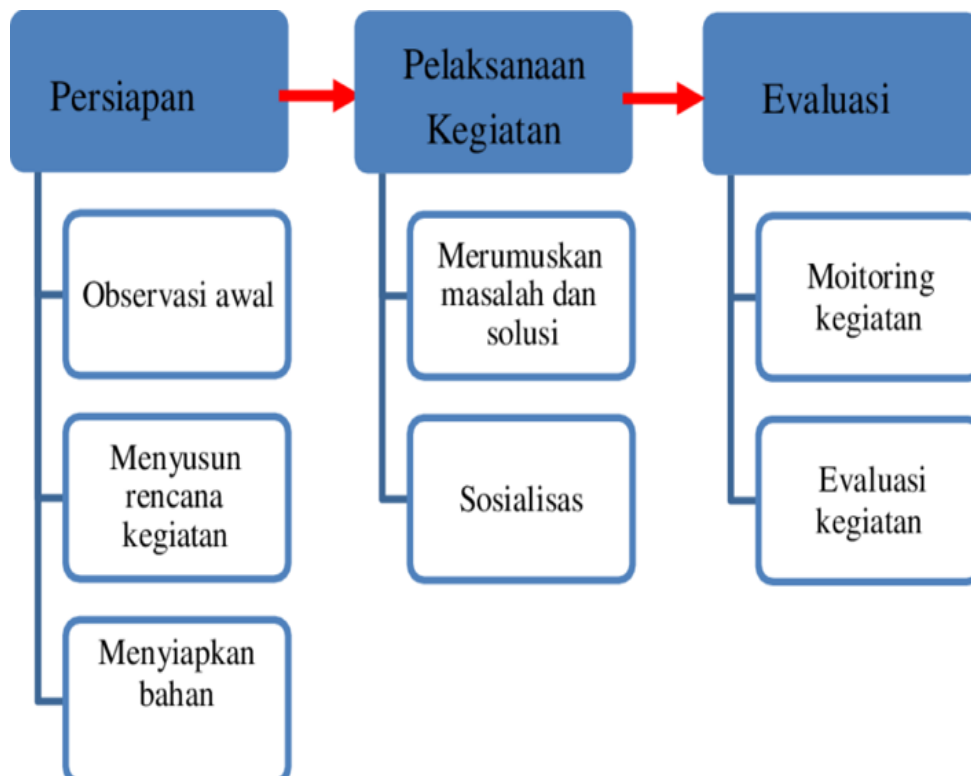 Persiapan
Observasi awal
Menyusun
rencana
kegiatan
Menyiapkan
bahan
Pelaksanaan
Kegiatan
Merumuskan
masalah dan
solusi
Sosialisas
Evaluasi
Moitoring
kegiatan
Evaluasi
kegiatan